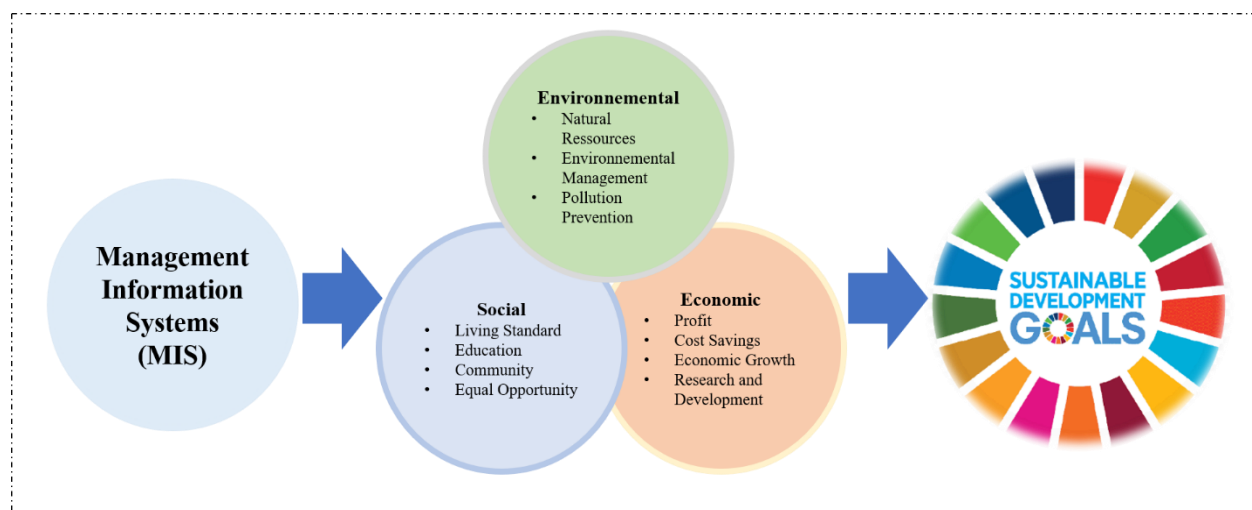 Management
Information
Systems
(MIS)
Environnemental
• Natural
Ressources
• Environnemental
Management
• Pollution
Prevention
Social
• Living Standard
• Education
• Community
• Equal Opportunity
Economic
• Profit
• Cost Savings
• Economic Growth
• Research and
Development
SUSTAINABLE
DEVELOPMENT
GOALS